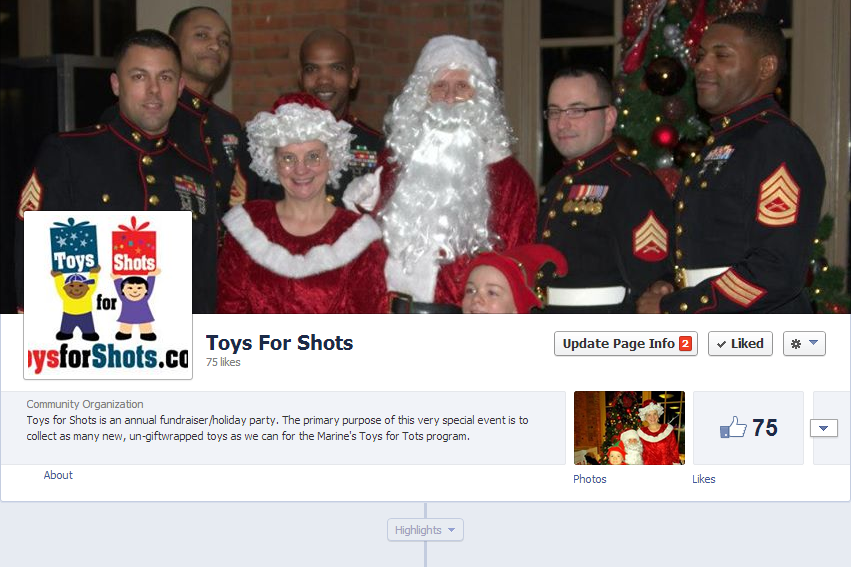 Toys
Shots
for
oysforShots.co
Toys For Shots
75 likes
Update Page Info 2
Liked
Community Organization
Toys for Shots is an annual fundraiser/holiday party. The primary purpose of this very special event is to
collect as many new, un-giftwrapped toys as we can for the Marine's Toys for Tots program.
75
About
Photos
Likes
Highlights